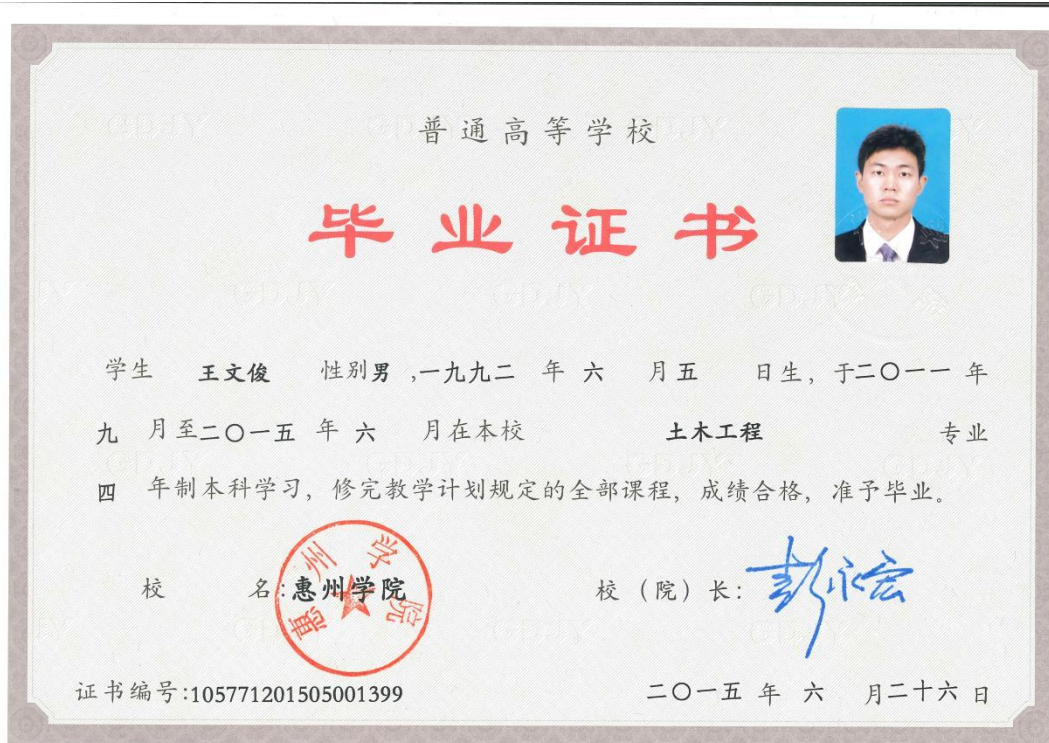 普通高等学校
毕业证书
学生 王文俊 性别男,一九九二 年 六 月五 日生,于二〇一一 年
九 月至二〇一五 年 六 月在本校 土木工程 专业
四 年制本科学习,修完教学计划规定的全部课程,成绩合格,准予毕业。
校 名:惠州学院
惠州学院
校(院)长:彭永宏
证书编号:105771201505001399
二〇一五 年 六 月二十六 日
GDJY